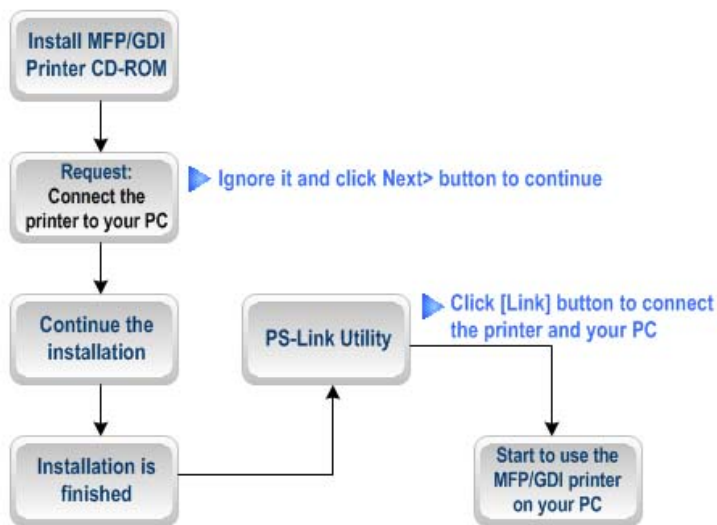 Install MFP/GDI
Printer CD-ROM
Request:
Connect the
printer to your PC
Ignore it and click Next> button to continue
Continue the
installation
Installation is
finished
PS-Link Utility
Click [Link] button to connect
the printer and your PC
Start to use the
MFP/GDI printer
on your PC